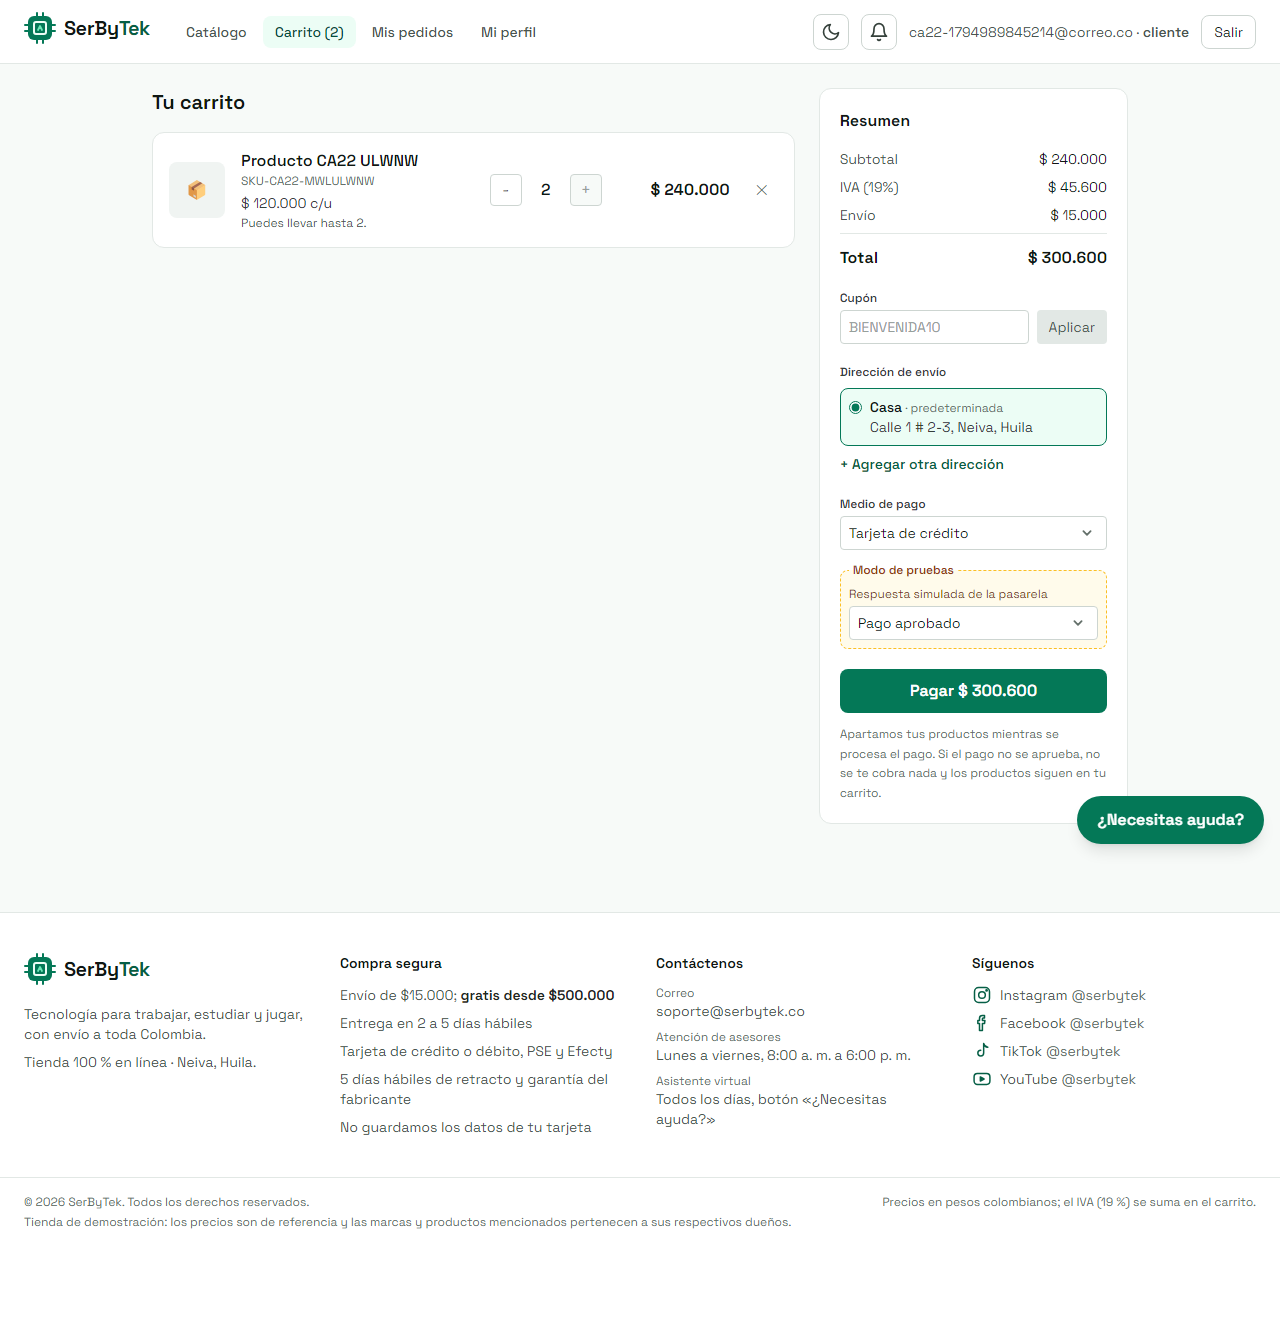 SerByTek
Catálogo
Carrito (2)
Mis pedidos
Mi perfil
ca22-1794989845214@correo.co · cliente
Salir
Tu carrito
Producto CA22 ULWNW
SKU-CA22-MWLULWNW
$ 120.000 c/u
Puedes llevar hasta 2.
-
2
+
$ 240.000
Resumen
Subtotal $ 240.000
IVA (19%) $ 45.600
Envío $ 15.000
Total $ 300.600
Cupón
BIENVENIDA10
Aplicar
Dirección de envío
Casa · predeterminada
Calle 1 # 2-3, Neiva, Huila
+ Agregar otra dirección
Medio de pago
Tarjeta de crédito
Modo de pruebas
Respuesta simulada de la pasarela
Pago aprobado
Pagar $ 300.600
Apartamos tus productos mientras se
procesa el pago. Si el pago no se aprueba, no
se te cobra nada y los productos siguen en tu
carrito.
¿Necesitas ayuda?
SerByTek
Tecnología para trabajar, estudiar y jugar,
con envío a toda Colombia.
Tienda 100 % en línea · Neiva, Huila.
Compra segura
Envío de $15.000; gratis desde $500.000
Entrega en 2 a 5 días hábiles
Tarjeta de crédito o débito, PSE y Efecty
5 días hábiles de retracto y garantía del
fabricante
No guardamos los datos de tu tarjeta
Contáctenos
Correo
soporte@serbytek.co
Atención de asesores
Lunes a viernes, 8:00 a. m. a 6:00 p. m.
Asistente virtual
Todos los días, botón «¿Necesitas
ayuda?»
Síguenos
Instagram @serbytek
Facebook @serbytek
TikTok @serbytek
YouTube @serbytek
© 2026 SerByTek. Todos los derechos reservados.
Precios en pesos colombianos; el IVA (19 %) se suma en el carrito.
Tienda de demostración: los precios son de referencia y las marcas y productos mencionados pertenecen a sus respectivos dueños.